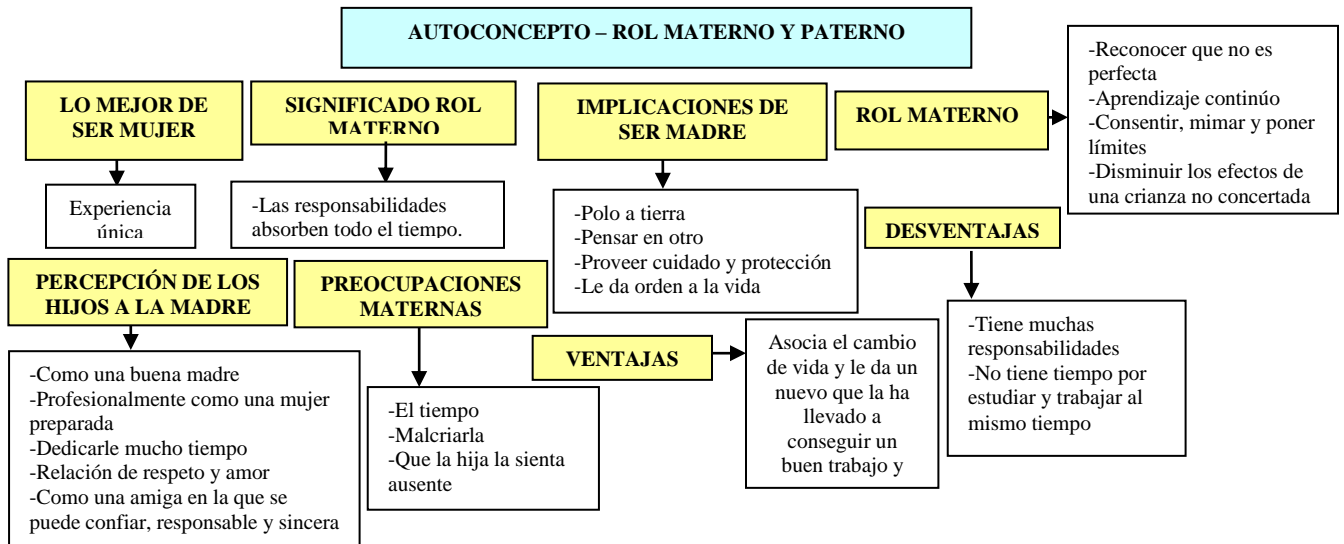 AUTOCONCEPTO – ROL MATERNO Y PATERNO
LO MEJOR DE
SER MUJER
Experiencia
única
SIGNIFICADO ROL
MATERNO
-Las responsabilidades
absorben todo el tiempo.
IMPLICACIONES DE
SER MADRE
-Polo a tierra
-Pensar en otro
-Proveer cuidado y protección
-Le da orden a la vida
ROL MATERNO
-Reconocer que no es
perfecta
-Aprendizaje continúo
-Consentir, mimar y poner
límites
-Disminuir los efectos de
una crianza no concertada
PERCEPCIÓN DE LOS
HIJOS A LA MADRE
-Como una buena madre
-Profesionalmente como una mujer
preparada
-Dedicarle mucho tiempo
-Relación de respeto y amor
-Como una amiga en la que se
puede confiar, responsable y sincera
PREOCUPACIONES
MATERNAS
-El tiempo
-Malcriarla
-Que la hija la sienta
ausente
VENTAJAS
Asocia el cambio
de vida y le da un
nuevo que la ha
llevado a
conseguir un
buen trabajo y
DESVENTAJAS
-Tiene muchas
responsabilidades
-No tiene tiempo por
estudiar y trabajar al
mismo tiempo